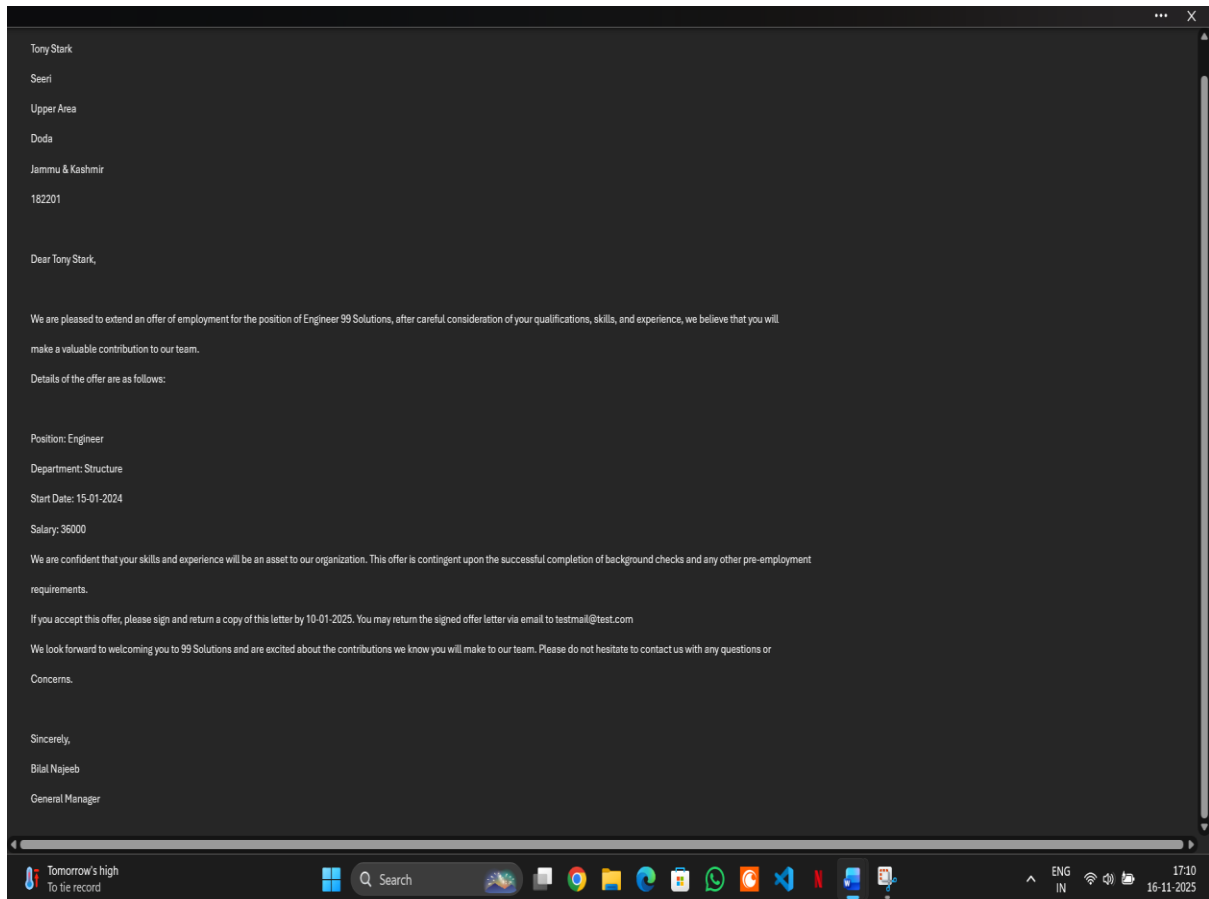 Tony Stark
Seeri
Upper Area
Doda
Jammu & Kashmir
182201
Dear Tony Stark,
We are pleased to extend an offer of employment for the position of Engineer 99 Solutions, after careful consideration of your qualifications, skills, and experience, we believe that you will
make a valuable contribution to our team.
Details of the offer are as follows:
Position: Engineer
Department: Structure
Start Date: 15-01-2024
Salary: 36000
We are confident that your skills and experience will be an asset to our organization. This offer is contingent upon the successful completion of background checks and any other pre-employment
requirements.
If you accept this offer, please sign and return a copy of this letter by 10-01-2025. You may return the signed offer letter via email to testmail@test.com
We look forward to welcoming you to 99 Solutions and are excited about the contributions we know you will make to our team. Please do not hesitate to contact us with any questions or
Concerns.
Sincerely,
Bilal Najeeb
General Manager
Tomorrow's high
To tie record
Search
ENG
IN
17:10
16-11-2025